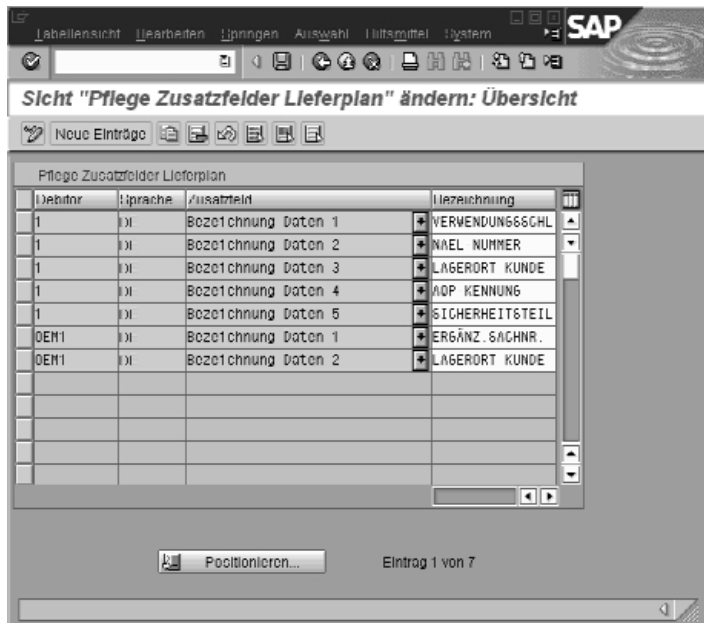 Tabellensicht Bearbeiten Springen Auswahl Hilfsmittel System
SAP
Sicht "Pflege Zusatzfelder Lieferplan" ändern: Übersicht
Neue Einträge
Pflege Zusatzfelder Lieferplan
Debitor Sprache Zusatzfeld Bezeichnung
1 DE Bezeichnung Daten 1 VERWENDUNGSSCHL
1 DE Bezeichnung Daten 2 NAEL NUMMER
1 DE Bezeichnung Daten 3 LAGERORT KUNDE
1 DE Bezeichnung Daten 4 AQP KENNUNG
1 DE Bezeichnung Daten 5 SICHERHEITSTEIL
OEM1 DE Bezeichnung Daten 1 ERGÄNZ.SACHNR.
OEM1 DE Bezeichnung Daten 2 LAGERORT KUNDE
Positionieren...
Eintrag 1 von 7